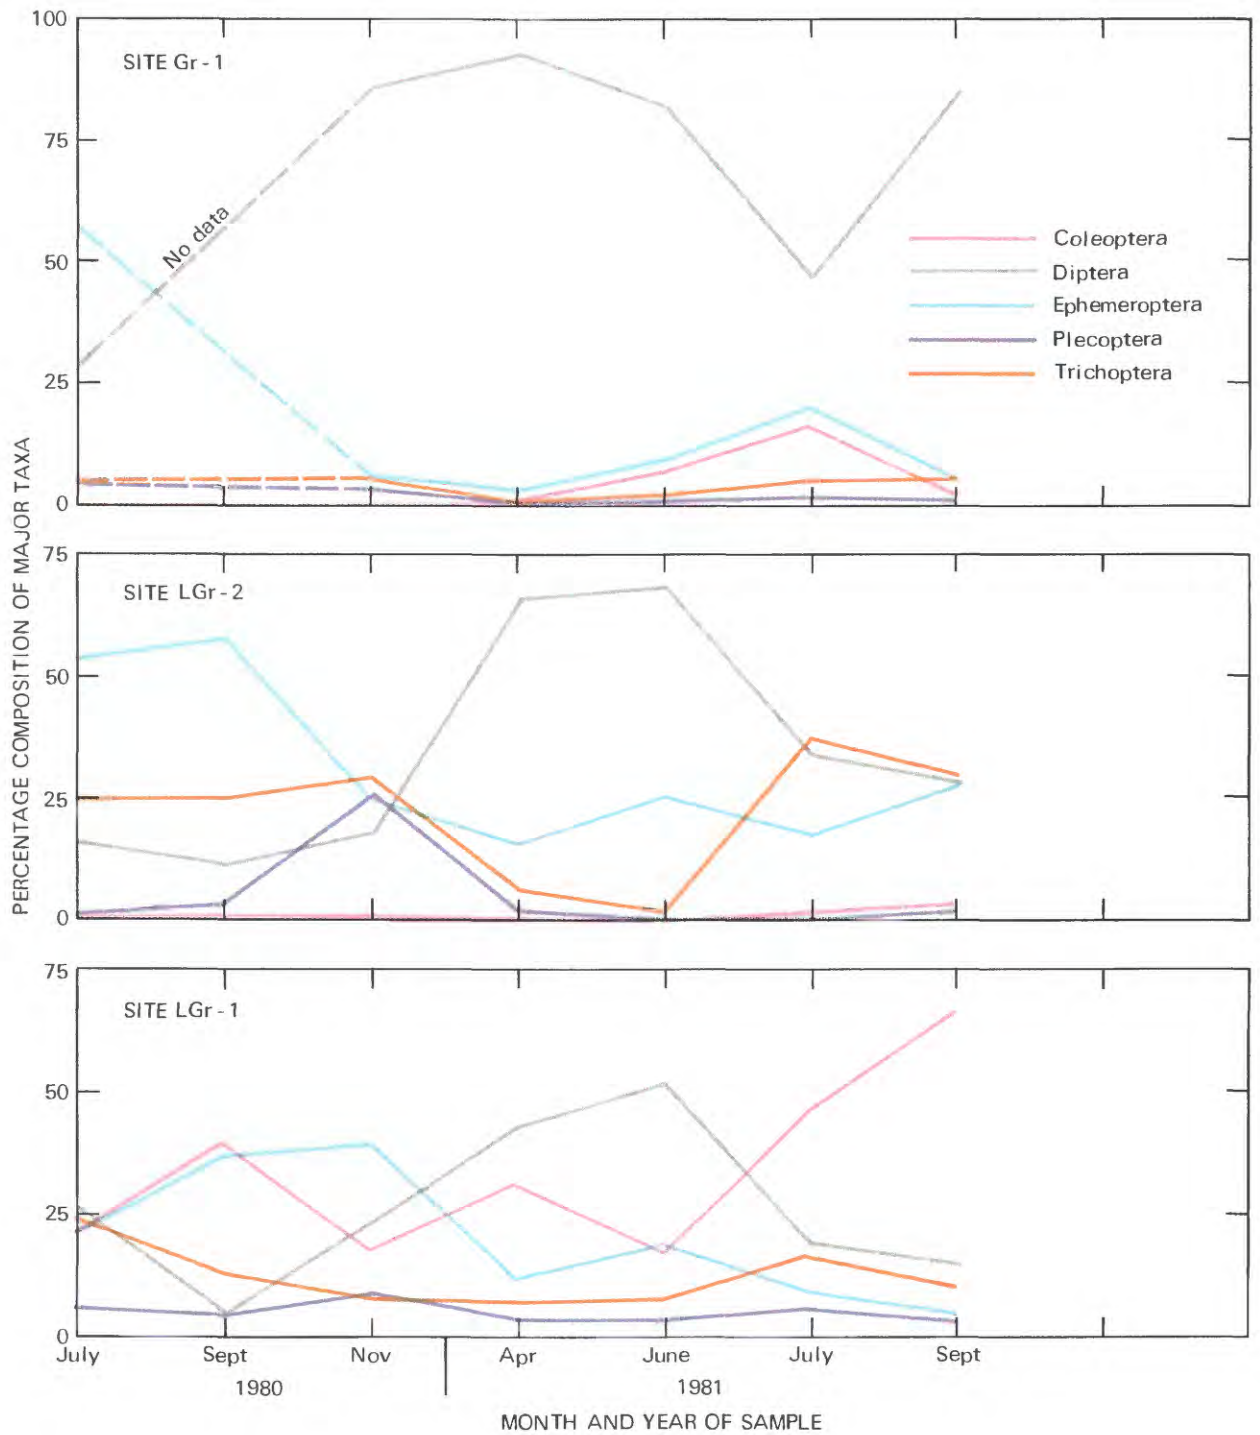 100
SITE Gr-1
75
No data
50
Coleoptera
Diptera
Ephemeroptera
Plecoptera
Trichoptera
25
0
PERCENTAGE COMPOSITION OF MAJOR TAXA
75
SITE LGr-2
50
25
0
75
SITE LGr-1
50
25
0
July Sept Nov Apr June July Sept
1980 1981
MONTH AND YEAR OF SAMPLE